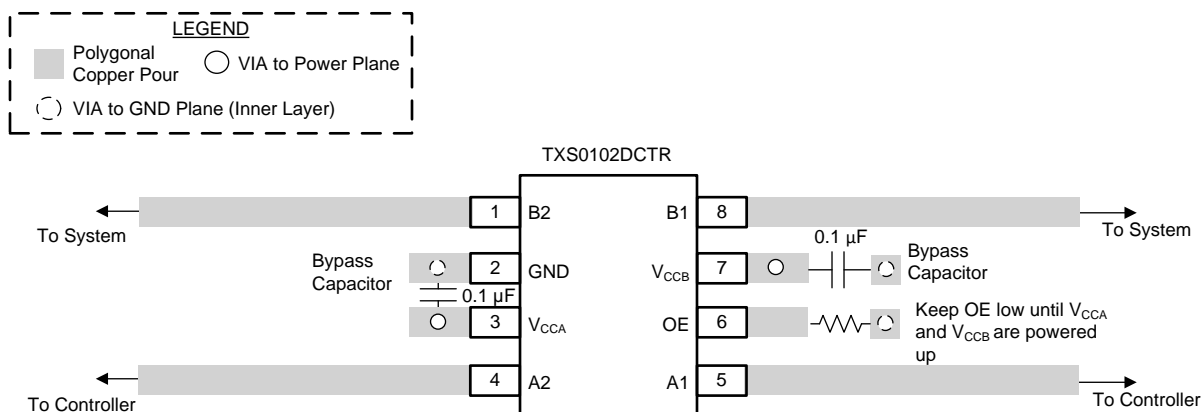 LEGEND
Polygonal
Copper Pour
VIA to Power Plane
VIA to GND Plane (Inner Layer)
TXS0102DCTR
1 B2
B1 8
To System
To System
0.1 µF
Bypass
Capacitor
2 GND
VCCB 7
Bypass
Capacitor
0.1 µF
3 VCCA
OE 6
Keep OE low until VCCA
and VCCB are powered
up
4 A2
A1 5
To Controller
To Controller